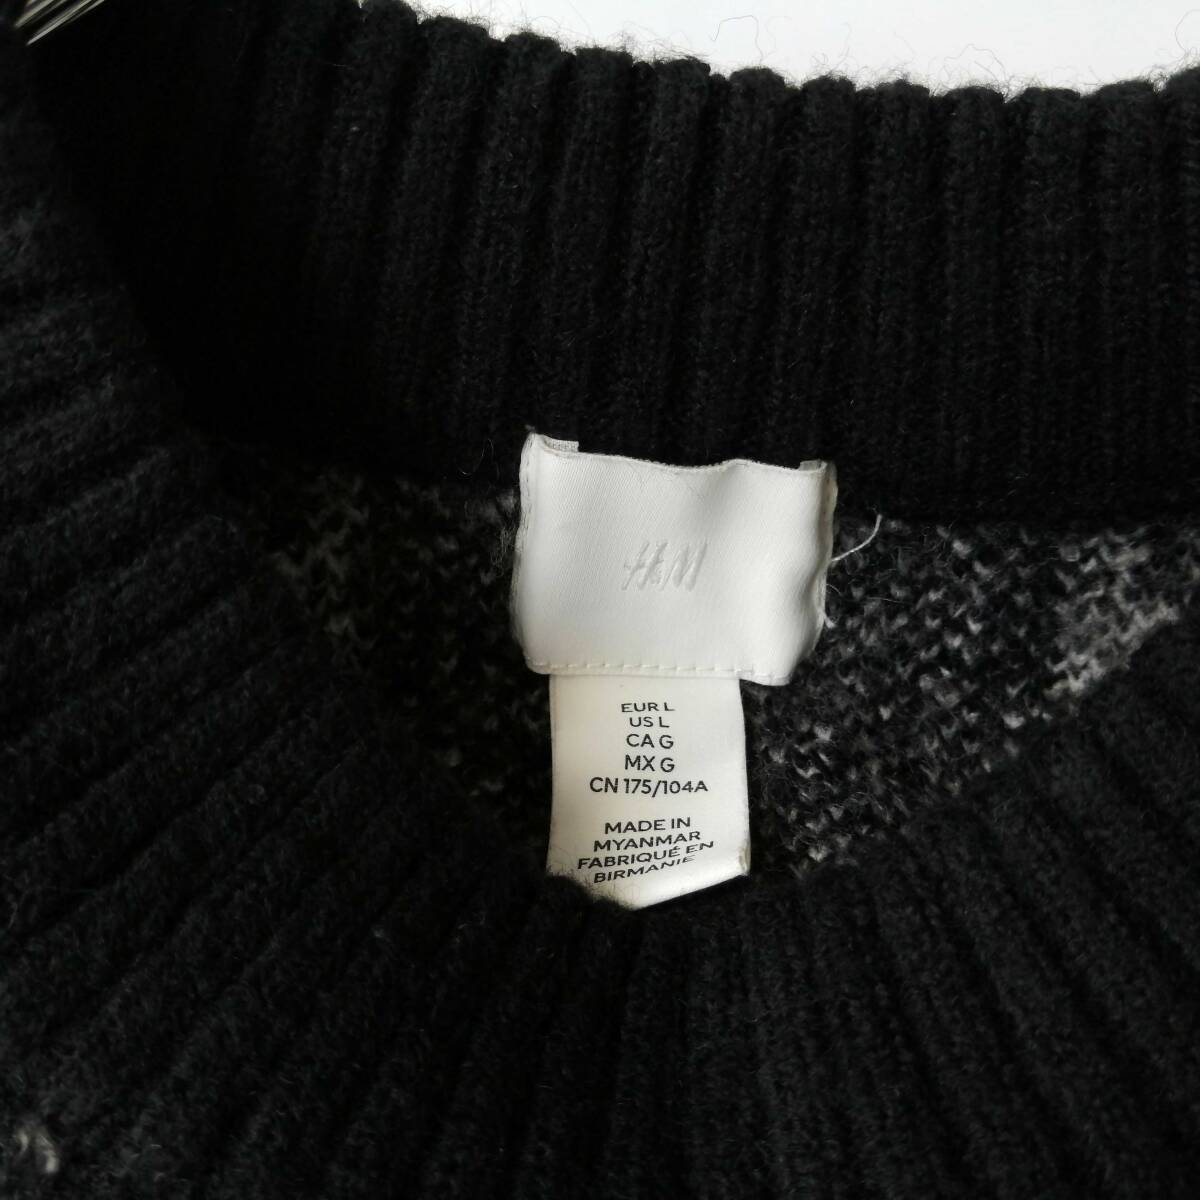 H&M
EUR L
US L
CA G
MX G
CN 175/104A
MADE IN
MYANMAR
FABRIQUÉ EN
BIRMANIE